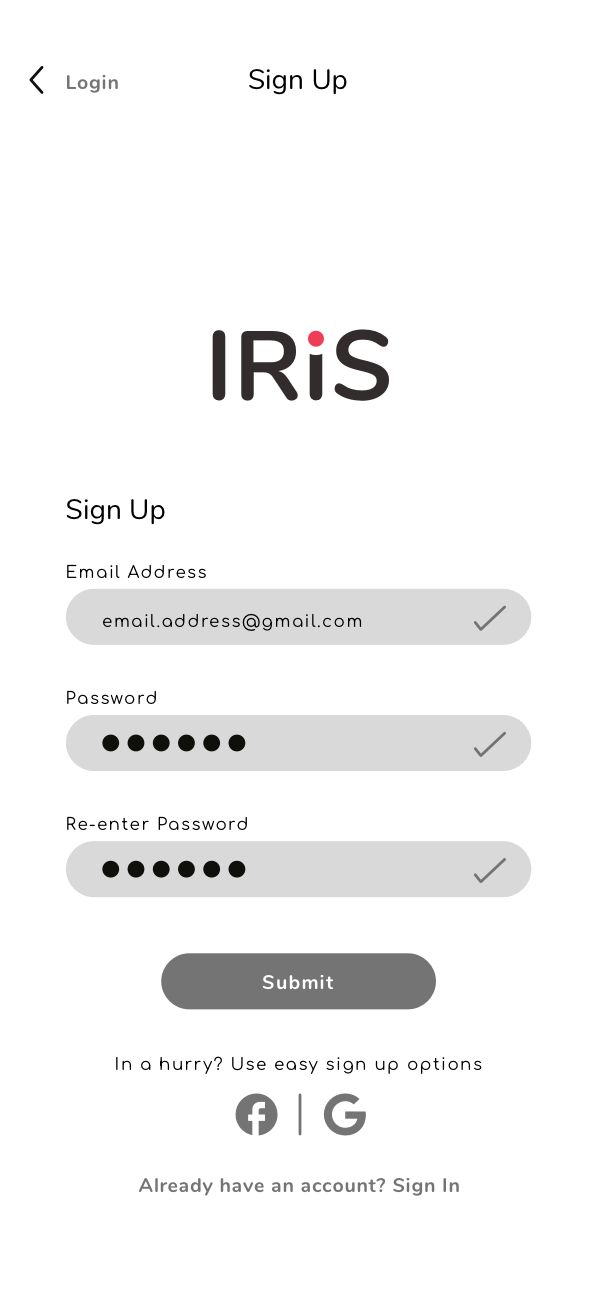 Login
Sign Up
IRiS
Sign Up
Email Address
email.address@gmail.com
Password
Re-enter Password
Submit
In a hurry? Use easy sign up options
Already have an account? Sign In